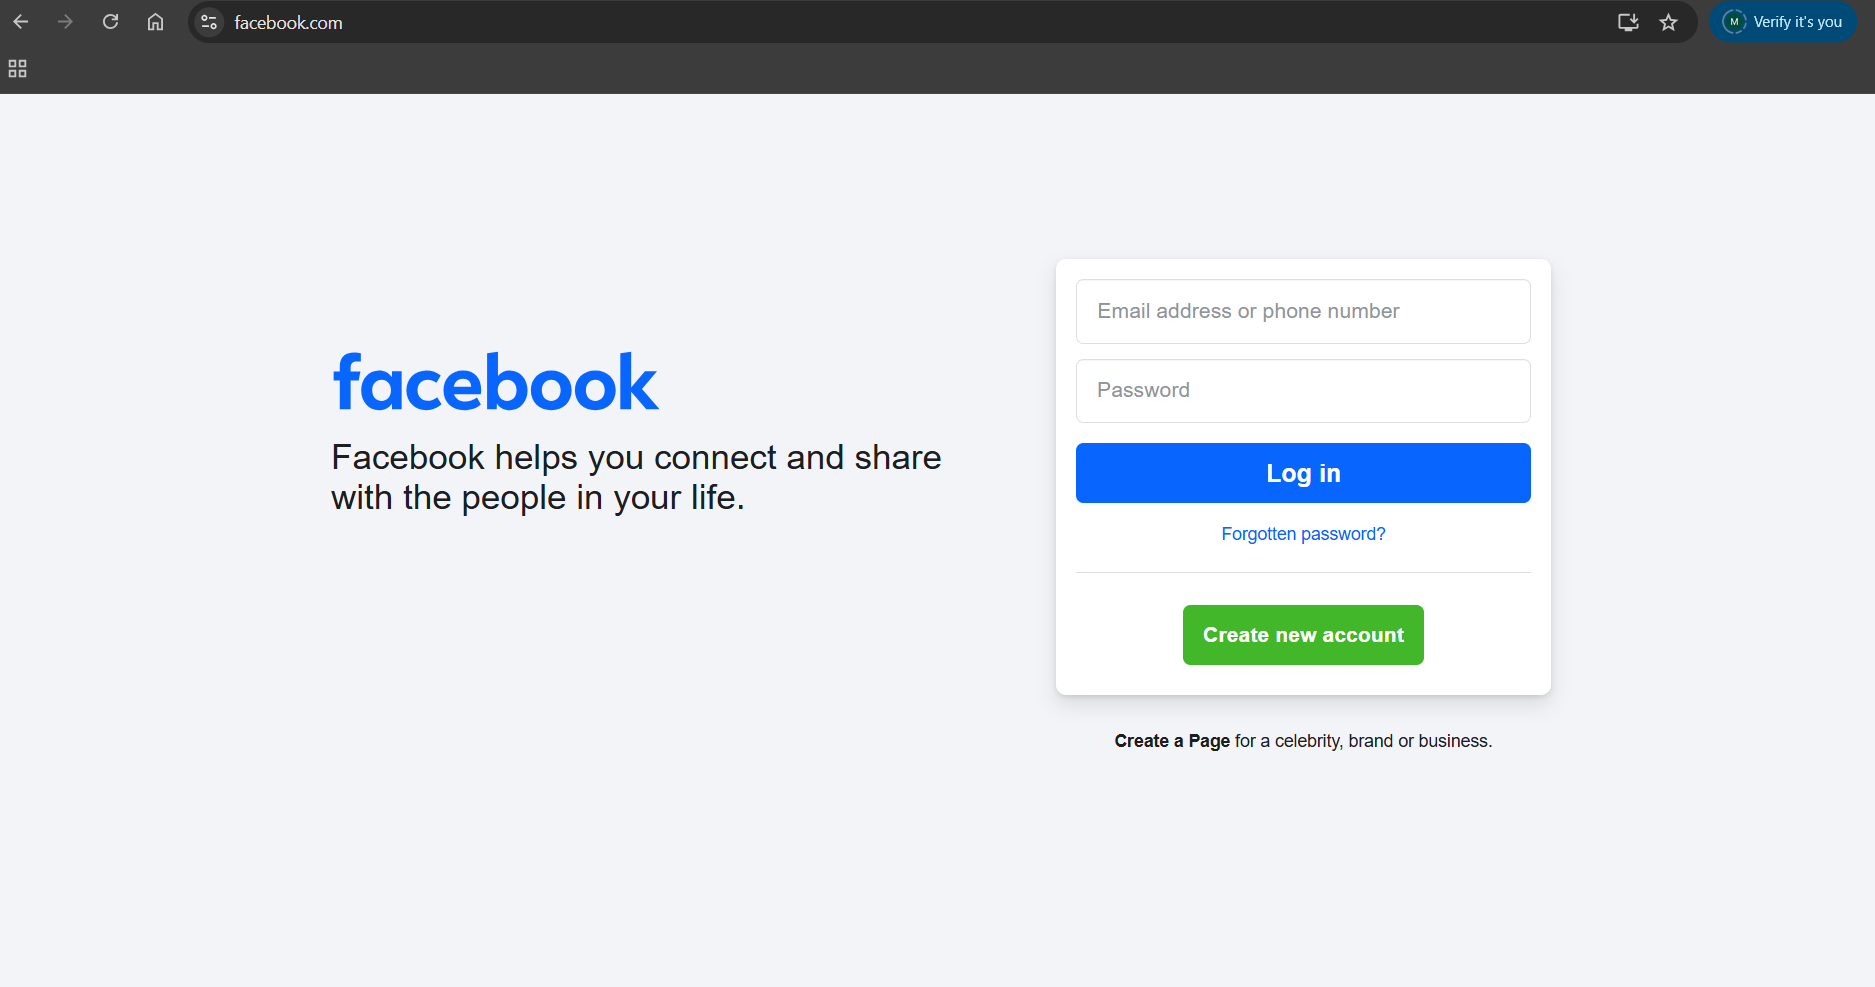 facebook.com
M
Verify it's you
facebook
Facebook helps you connect and share
with the people in your life.
Email address or phone number
Password
Log in
Forgotten password?
Create new account
Create a Page for a celebrity, brand or business.